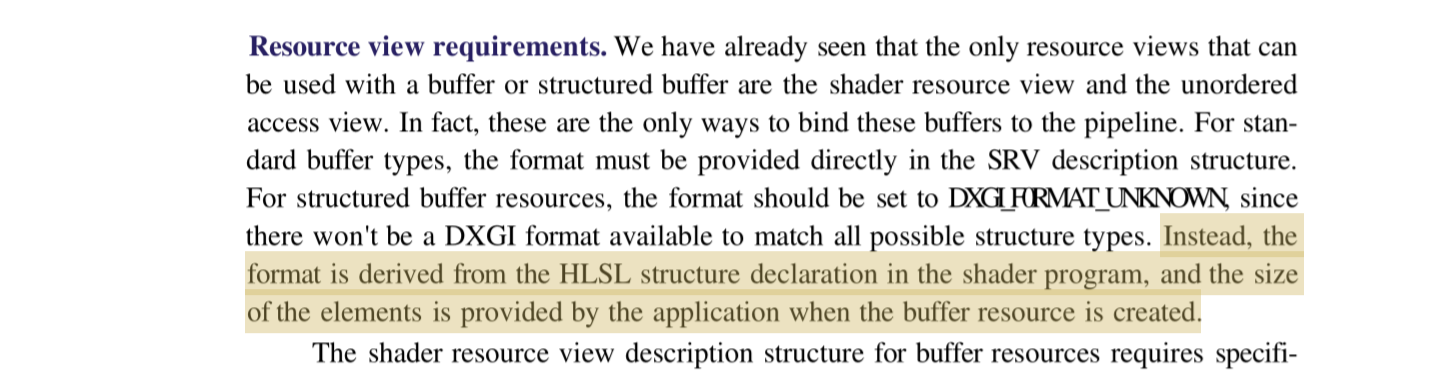 Resource view requirements. We have already seen that the only resource views that can
be used with a buffer or structured buffer are the shader resource view and the unordered
access view. In fact, these are the only ways to bind these buffers to the pipeline. For stan-
dard buffer types, the format must be provided directly in the SRV description structure.
For structured buffer resources, the format should be set to DXGI_FORMAT_UNKNOWN, since
there won't be a DXGI format available to match all possible structure types. Instead, the
format is derived from the HLSL structure declaration in the shader program, and the size
of the elements is provided by the application when the buffer resource is created.
The shader resource view description structure for buffer resources requires specifi-